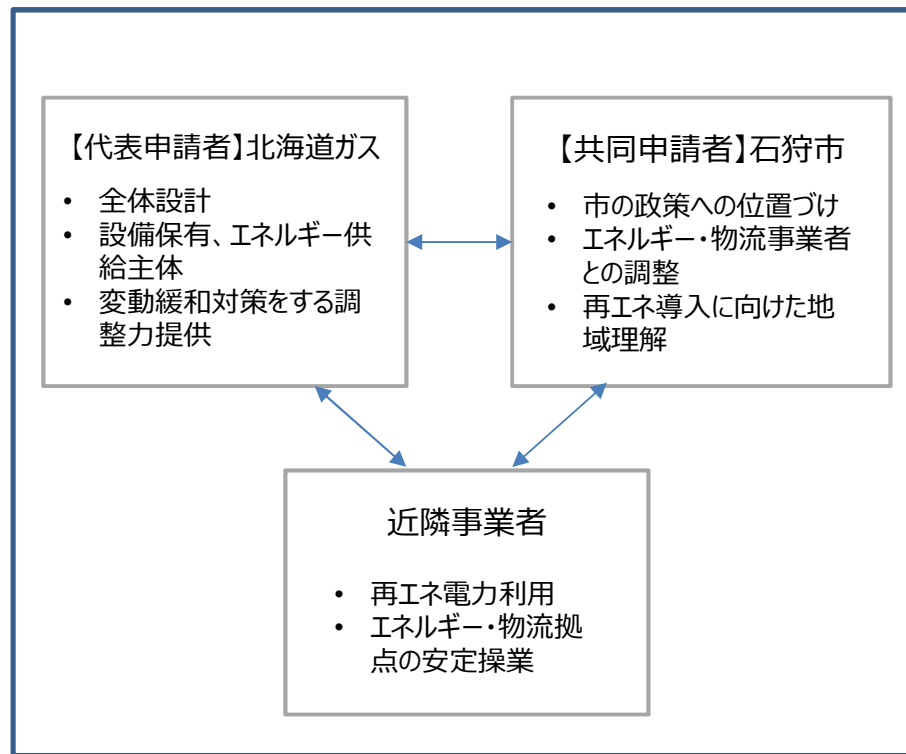 【代表申請者】北海道ガス
• 全体設計
• 設備保有、エネルギー供
給主体
• 変動緩和対策をする調
整力提供
【共同申請者】石狩市
• 市の政策への位置づけ
• エネルギー・物流事業者
との調整
• 再エネ導入に向けた地
域理解
近隣事業者
• 再エネ電力利用
• エネルギー・物流拠
点の安定操業